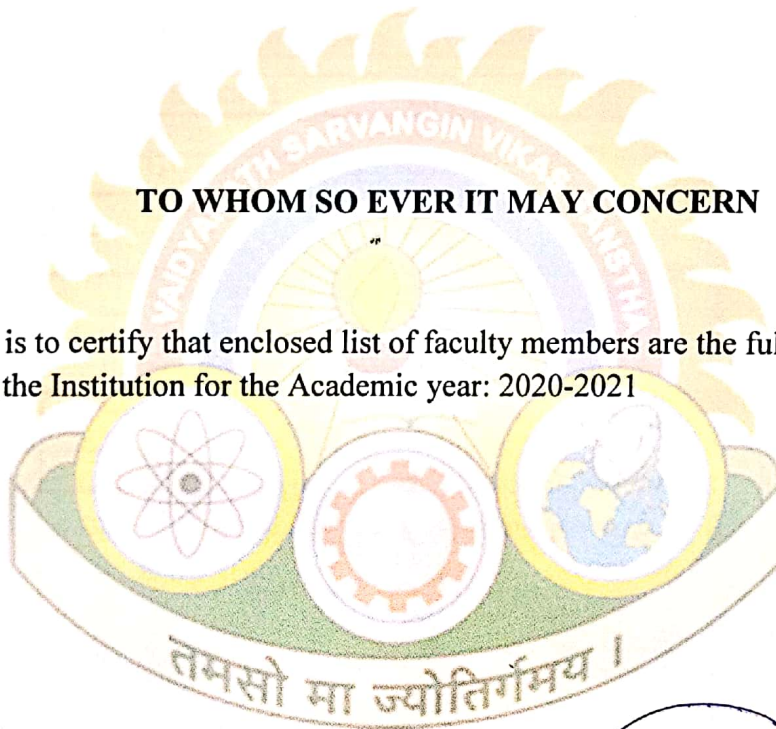 VAIDYANATH SARVANGIN VIKAS SANSTHA
TO WHOM SO EVER IT MAY CONCERN
is to certify that enclosed list of faculty members are the ful
the Institution for the Academic year: 2020-2021
तमसो मा ज्योतिर्गमय ।